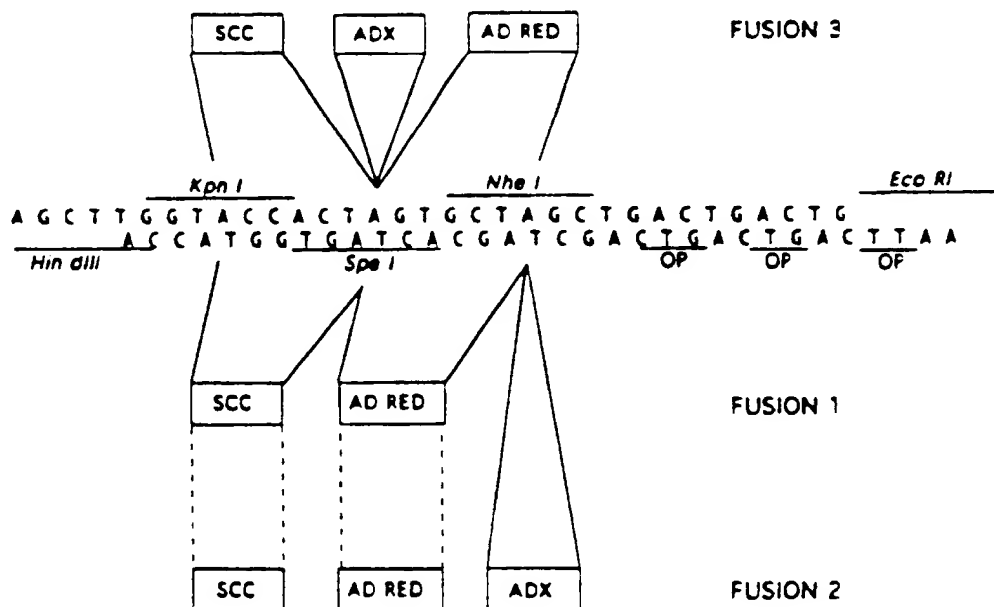 SCC ADX AD RED FUSION 3
Kpn I Nhe I Eco RI
A G C T T G G T A C C A C T A G T G C T A G C T G A C T G A C T G
A C C A T G G T G A T C A C G A T C G A C T G A C T G A C T T A A
Hin dIII Spe I OP OP OP
SCC AD RED FUSION 1
SCC AD RED ADX FUSION 2